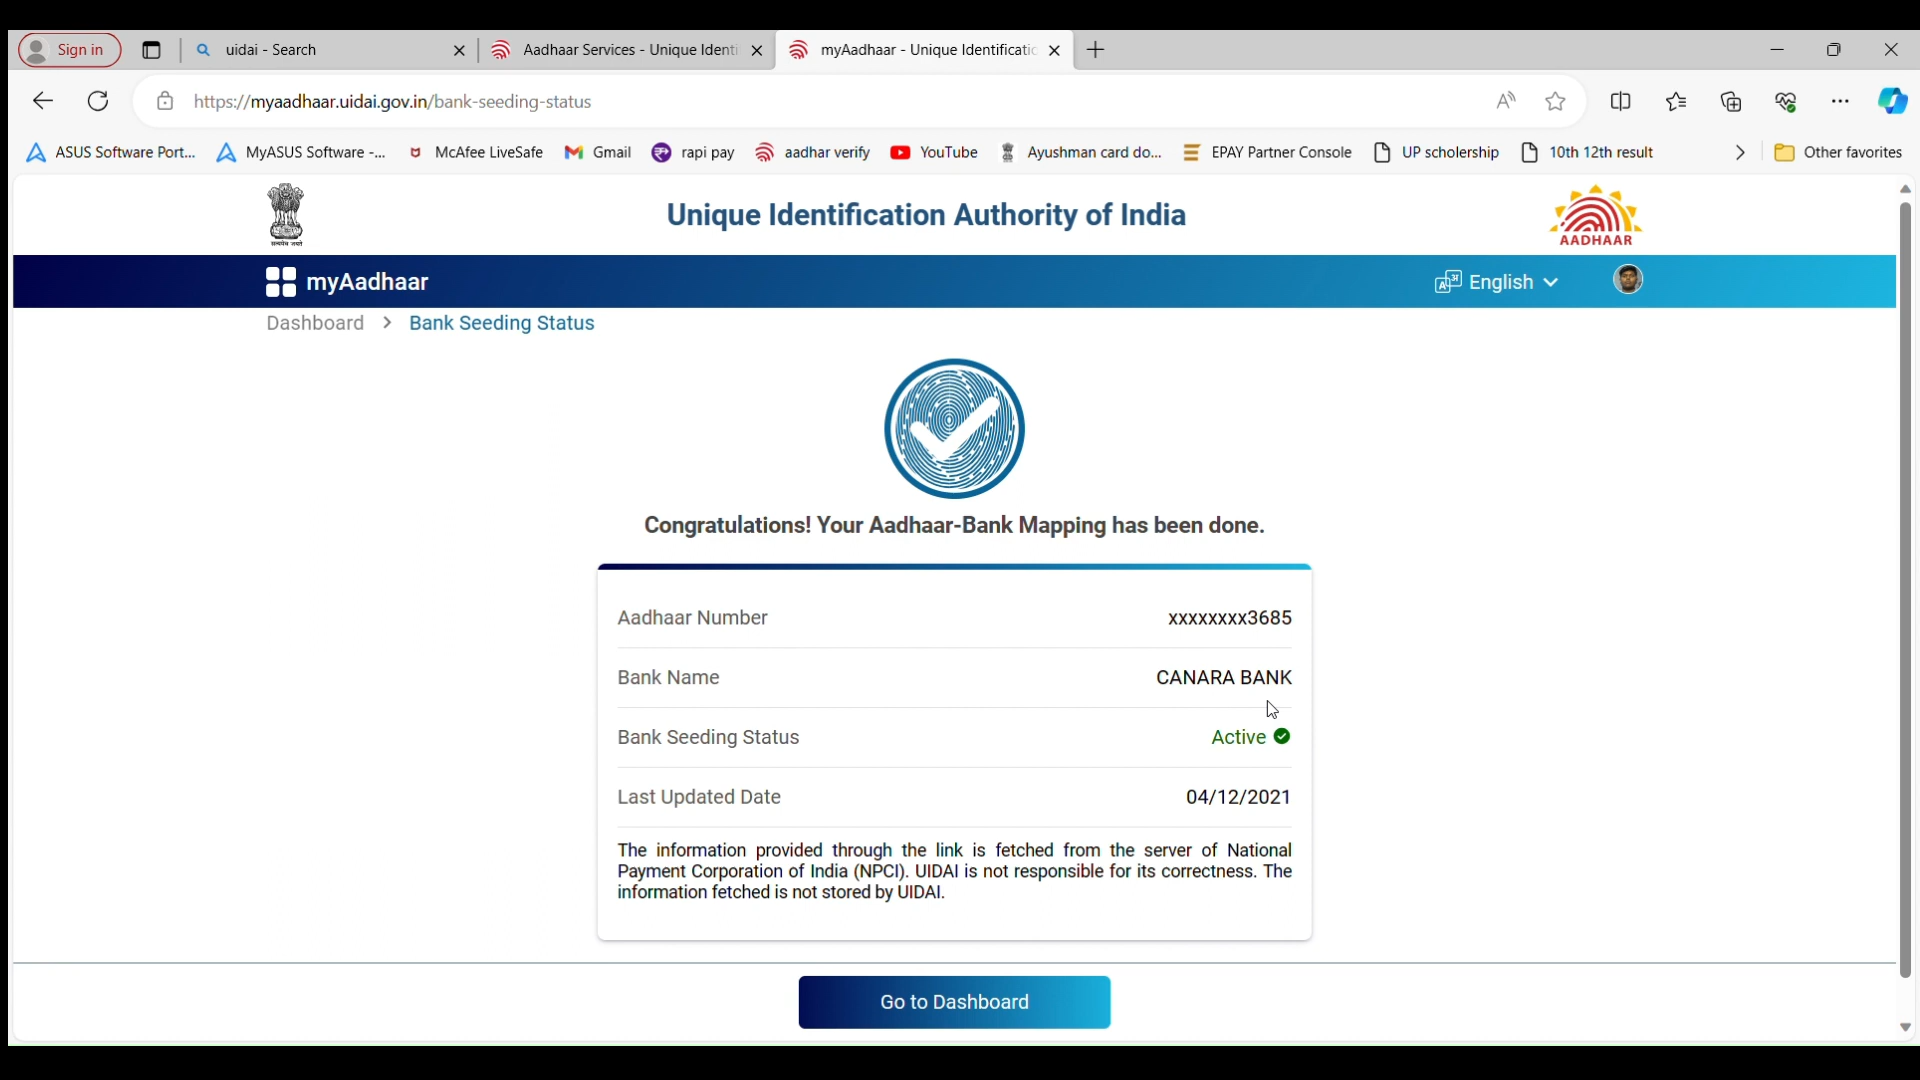 Sign in
uidai - Search
Aadhaar Services - Unique Identi
myAadhaar - Unique Identificatic
https://myaadhaar.uidai.gov.in/bank-seeding-status
ASUS Software Port...
MyASUS Software -...
McAfee LiveSafe
Gmail
rapi pay
aadhar verify
YouTube
Ayushman card do...
EPAY Partner Console
UP scholership
10th 12th result
Other favorites
सत्यमेव जयते
Unique Identification Authority of India
AADHAAR
myAadhaar
English
Dashboard > Bank Seeding Status
Congratulations! Your Aadhaar-Bank Mapping has been done.
Aadhaar Number xxxxxxxx3685
Bank Name CANARA BANK
Bank Seeding Status Active
Last Updated Date 04/12/2021
The information provided through the link is fetched from the server of National
Payment Corporation of India (NPCI). UIDAI is not responsible for its correctness. The
information fetched is not stored by UIDAI.
Go to Dashboard